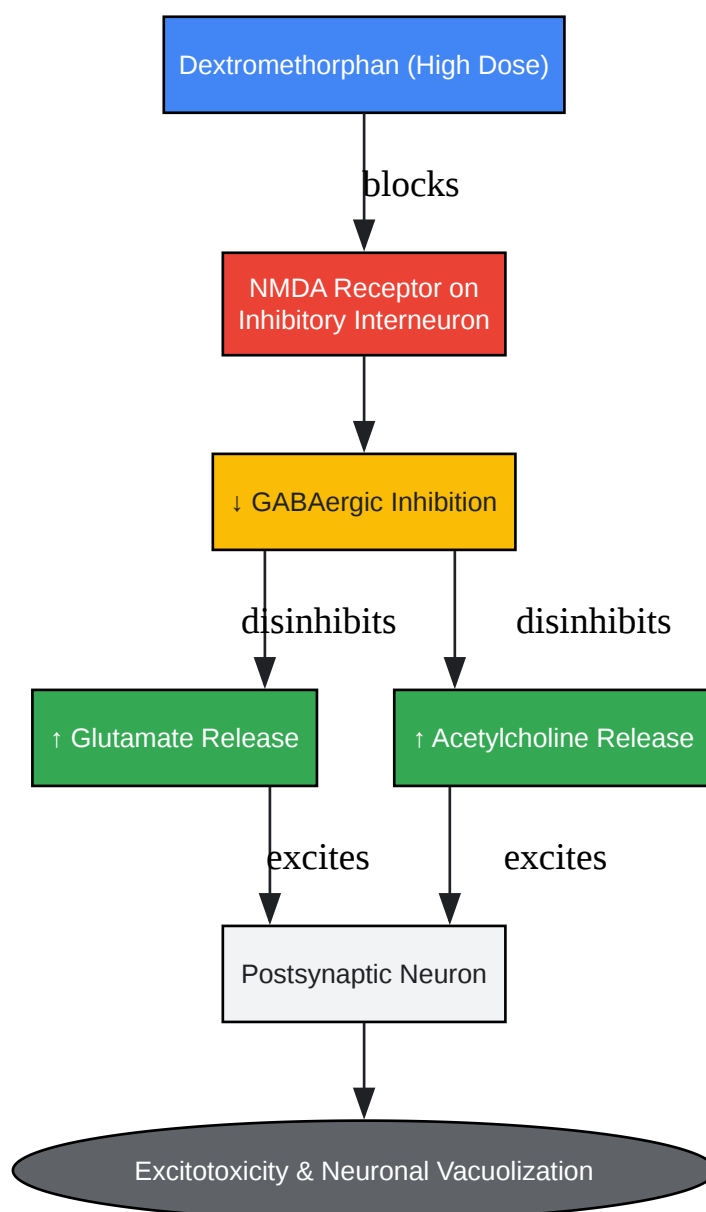 Dextromethorphan (High Dose)
blocks
NMDA Receptor on
Inhibitory Interneuron
↓ GABAergic Inhibition
disinhibits
disinhibits
↑ Glutamate Release
↑ Acetylcholine Release
excites
excites
Postsynaptic Neuron
Excitotoxicity & Neuronal Vacuolization